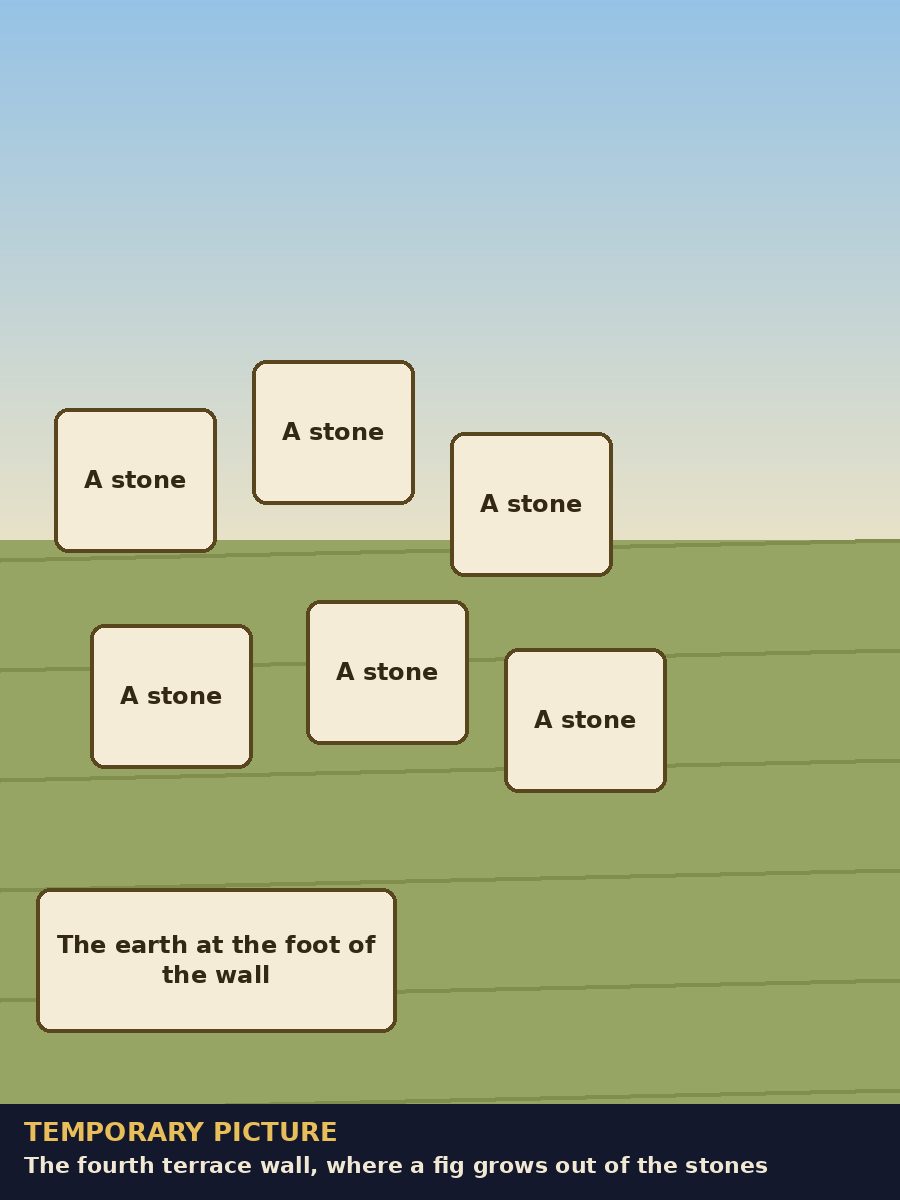 A stone
A stone
A stone
A stone
A stone
A stone
The earth at the foot of
the wall
TEMPORARY PICTURE
The fourth terrace wall, where a fig grows out of the stones